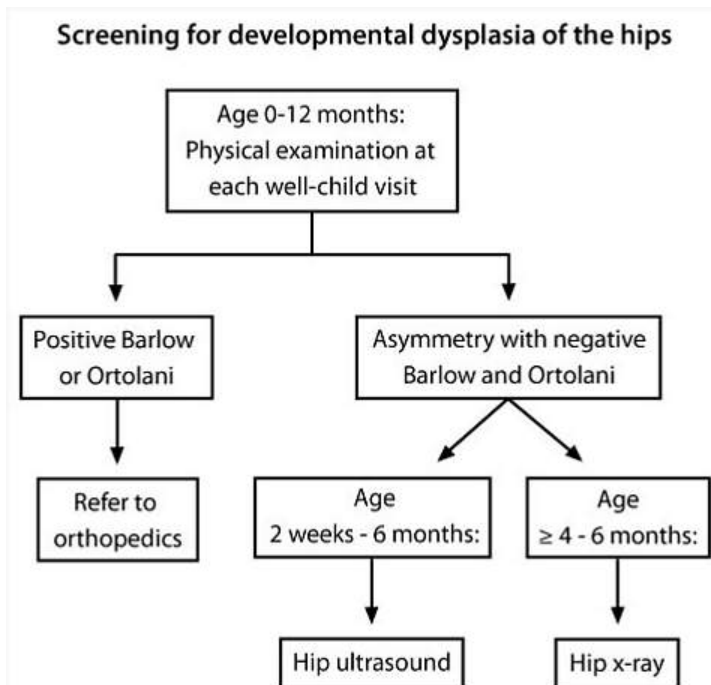 Screening for developmental dysplasia of the hips
Age 0-12 months:
Physical examination at
each well-child visit
Positive Barlow
or Ortolani
Asymmetry with negative
Barlow and Ortolani
Refer to
orthopedics
Age
2 weeks - 6 months:
Age
≥ 4 - 6 months:
Hip ultrasound
Hip x-ray